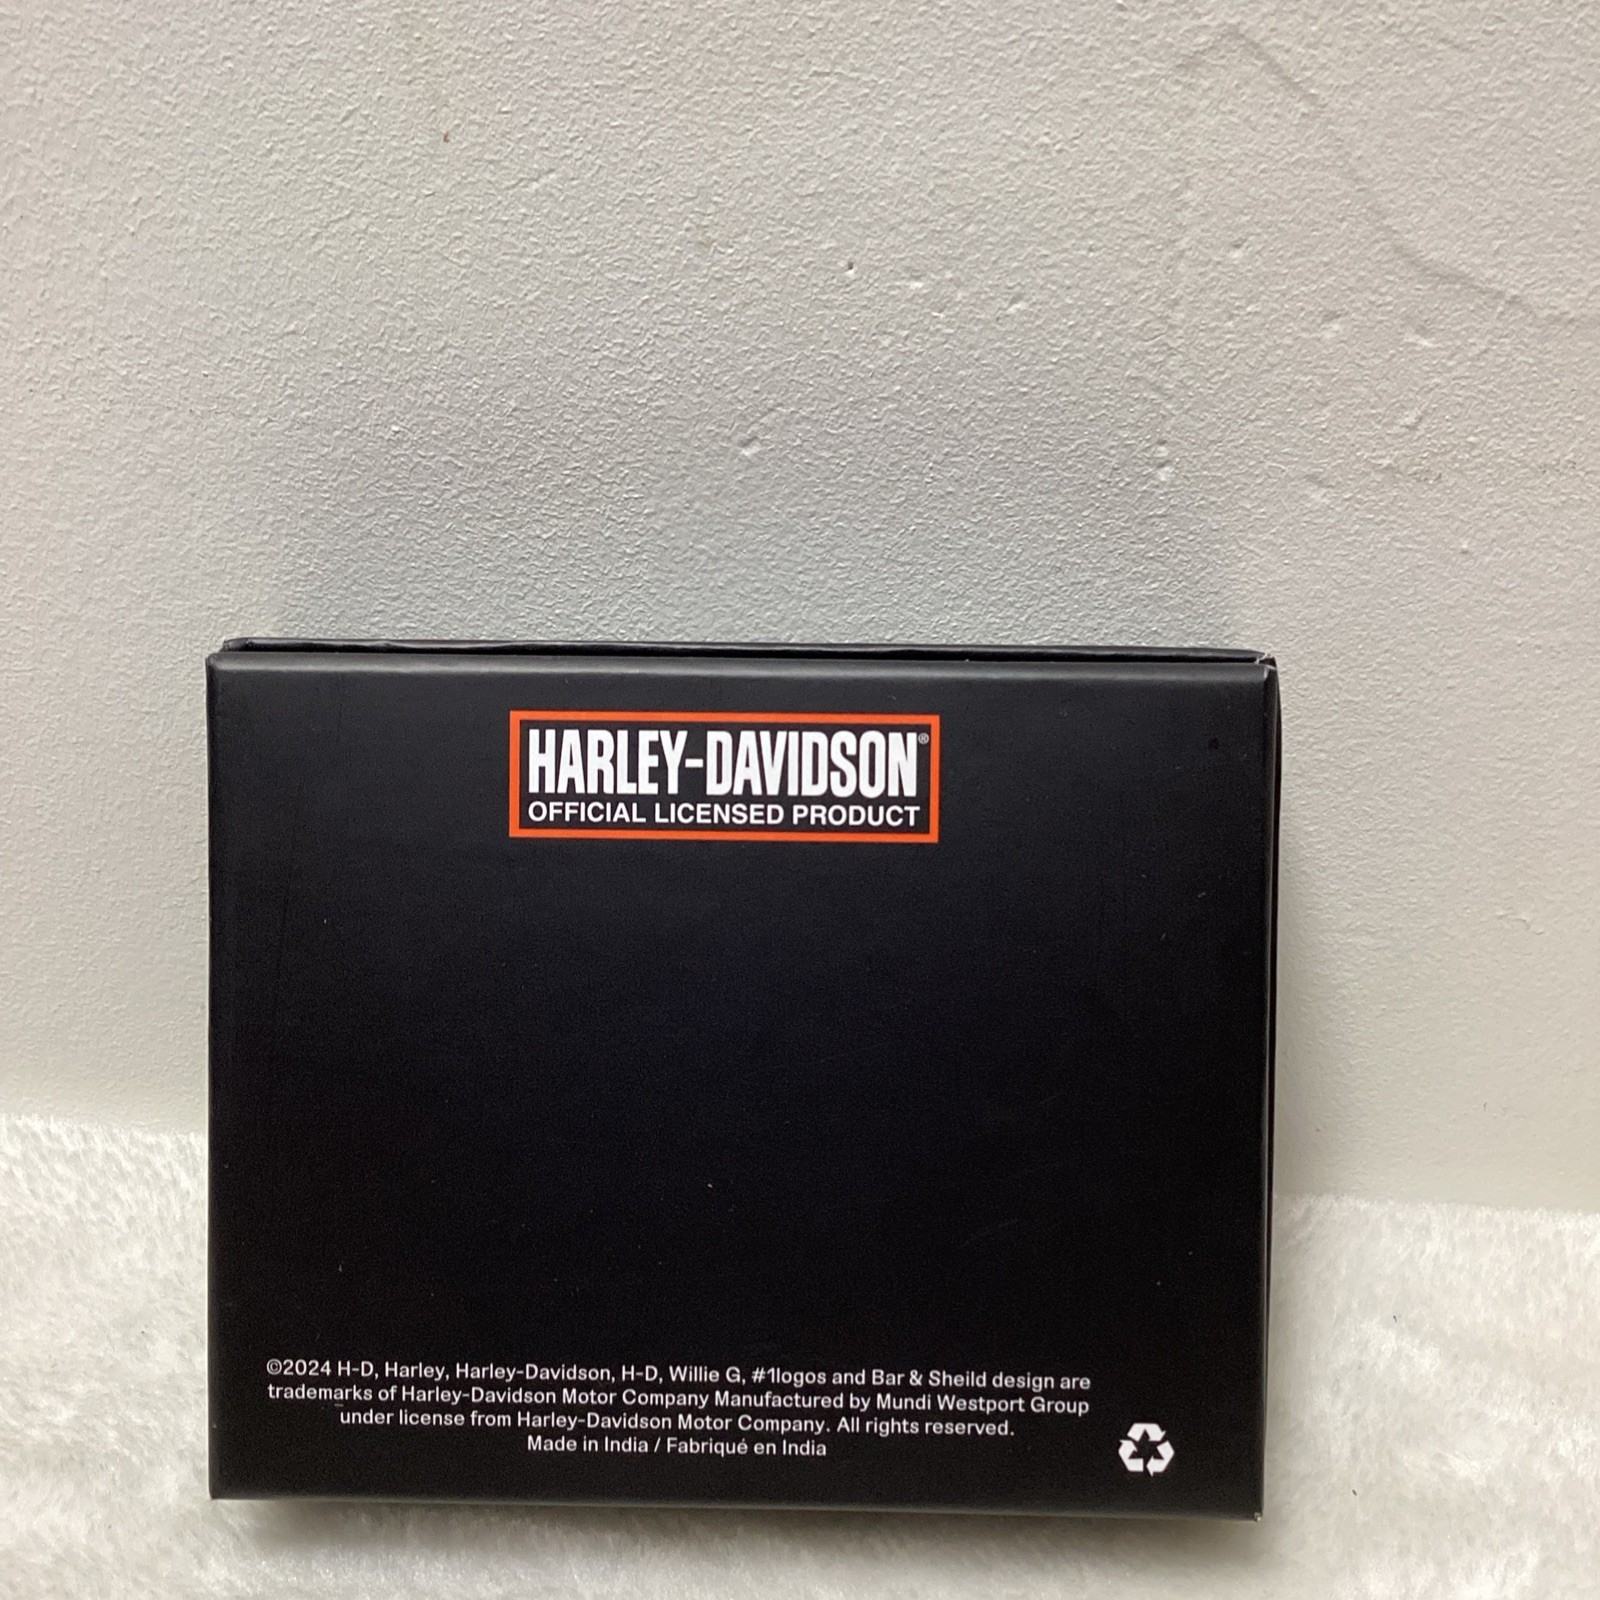 HARLEY-DAVIDSON®
OFFICIAL LICENSED PRODUCT
©2024 H-D, Harley, Harley-Davidson, H-D, Willie G, #1logos and Bar & Sheild design are
trademarks of Harley-Davidson Motor Company Manufactured by Mundi Westport Group
under license from Harley-Davidson Motor Company. All rights reserved.
Made in India / Fabriqué en India